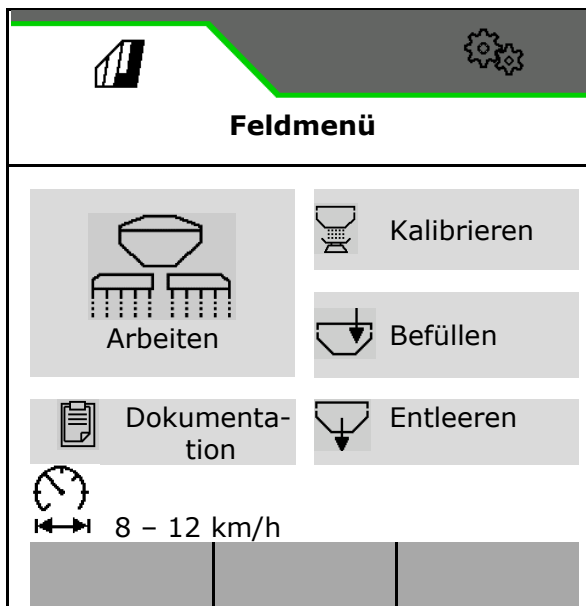 Feldmenü
Arbeiten
Kalibrieren
Befüllen
Dokumenta-
tion
Entleeren
8 – 12 km/h